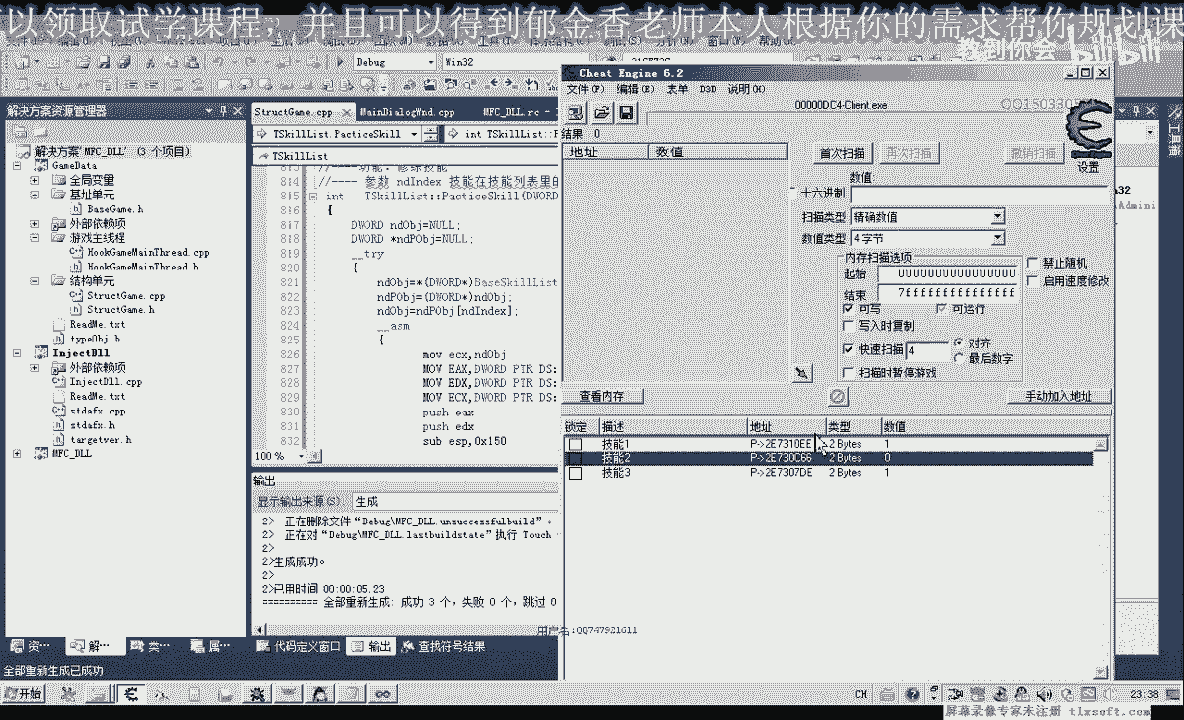 以领取试学课程，并且可以得到郁金香老师本人根据你的需求帮你规划课
教到你会 bilibili
Debug Win32
Cheat Engine 6.2
文件(F) 编辑(E) 表单 D3D 说明(H)
00000DC4-Client.exe
解决方案资源管理器
StructGame.cpp MainDialogWnd.cpp MFC_DLL.rc
结果 0
TSkillList.PacticeSkill
地址 数值
首次扫描 再次扫描 撤销扫描
设置
解决方案"MFC_DLL" (3 个项目)
GameData
全局变量
基址单元
BaseGame.h
外部依赖项
游戏主线程
HookGameMainThread.cpp
HookGameMainThread.h
结构单元
StructGame.cpp
StructGame.h
ReadMe.txt
typeObj.h
InjectDll
外部依赖项
InjectDll.cpp
ReadMe.txt
stdafx.cpp
stdafx.h
targetver.h
MFC_DLL
TSkillList
814 //---- 参数 ndIndex 技能在技能列表里的
815 int TSkillList::PacticeSkill(DWORD
816 {
817 DWORD ndObj=NULL;
818 DWORD *ndPObj=NULL;
819 __try
820 {
821 ndObj=*(DWORD*)BaseSkillList
822 ndPObj=(DWORD*)ndObj;
823 ndObj=ndPObj[ndIndex];
824 __asm
825 {
826 mov ecx,ndObj
827 MOV EAX,DWORD PTR DS:
828 MOV EDX,DWORD PTR DS:
829 MOV ECX,DWORD PTR DS:
830 push eax
831 push edx
832 sub esp,0x150
100 %
数值:
十六进制
扫描类型 精确数值
数值类型 4字节
内存扫描选项
起始
结束 7fffffffffffffff
可写 可运行
写入时复制
快速扫描 4 对齐
最后数字
扫描时暂停游戏
禁止随机
启用速度修改
查看内存 手动加入地址
锁定 描述 地址 类型 数值
技能1 P->2E7310EE 2 Bytes 1
技能2 P->2E730C66 2 Bytes 0
技能3 P->2E7307DE 2 Bytes 1
输出
显示输出来源(S): 生成
2> 正在删除文件“Debug\MFC_DLL.unsuccessfulbuild”。
2> 正在对“Debug\MFC_DLL.lastbuildstate”执行 Touch
2>
2>生成成功。
2>
2>已用时间 00:00:05.23
========== 全部重新生成: 成功 3 个，失败 0 个，跳过 0
用户名:QQ747921611
资… 解… 类… 属…
代码定义窗口 输出 查找符号结果
全部重新生成已成功
开始
CH
23:38
屏幕录像专家未注册 tlxsoft.com